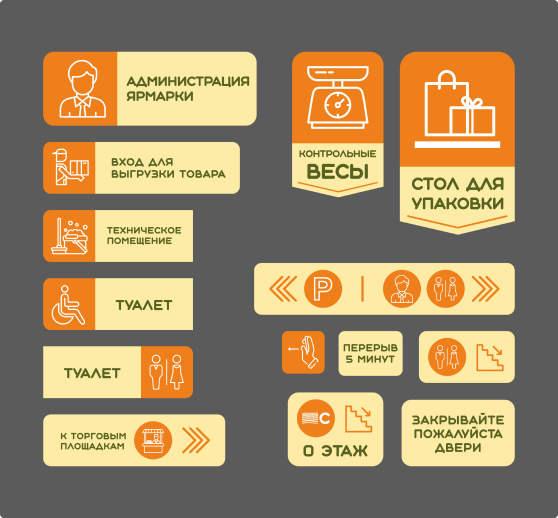 АДМИНИСТРАЦИЯ
ЯРМАРКИ
ВХОД ДЛЯ
ВЫГРУЗКИ ТОВАРА
ТЕХНИЧЕСКОЕ
ПОМЕЩЕНИЕ
ТУАЛЕТ
ТУАЛЕТ
К ТОРГОВЫМ
ПЛОЩАДКАМ
КОНТРОЛЬНЫЕ
ВЕСЫ
СТОЛ ДЛЯ
УПАКОВКИ
P
ПЕРЕРЫВ
5 МИНУТ
С
0 ЭТАЖ
ЗАКРЫВАЙТЕ
ПОЖАЛУЙСТА
ДВЕРИ